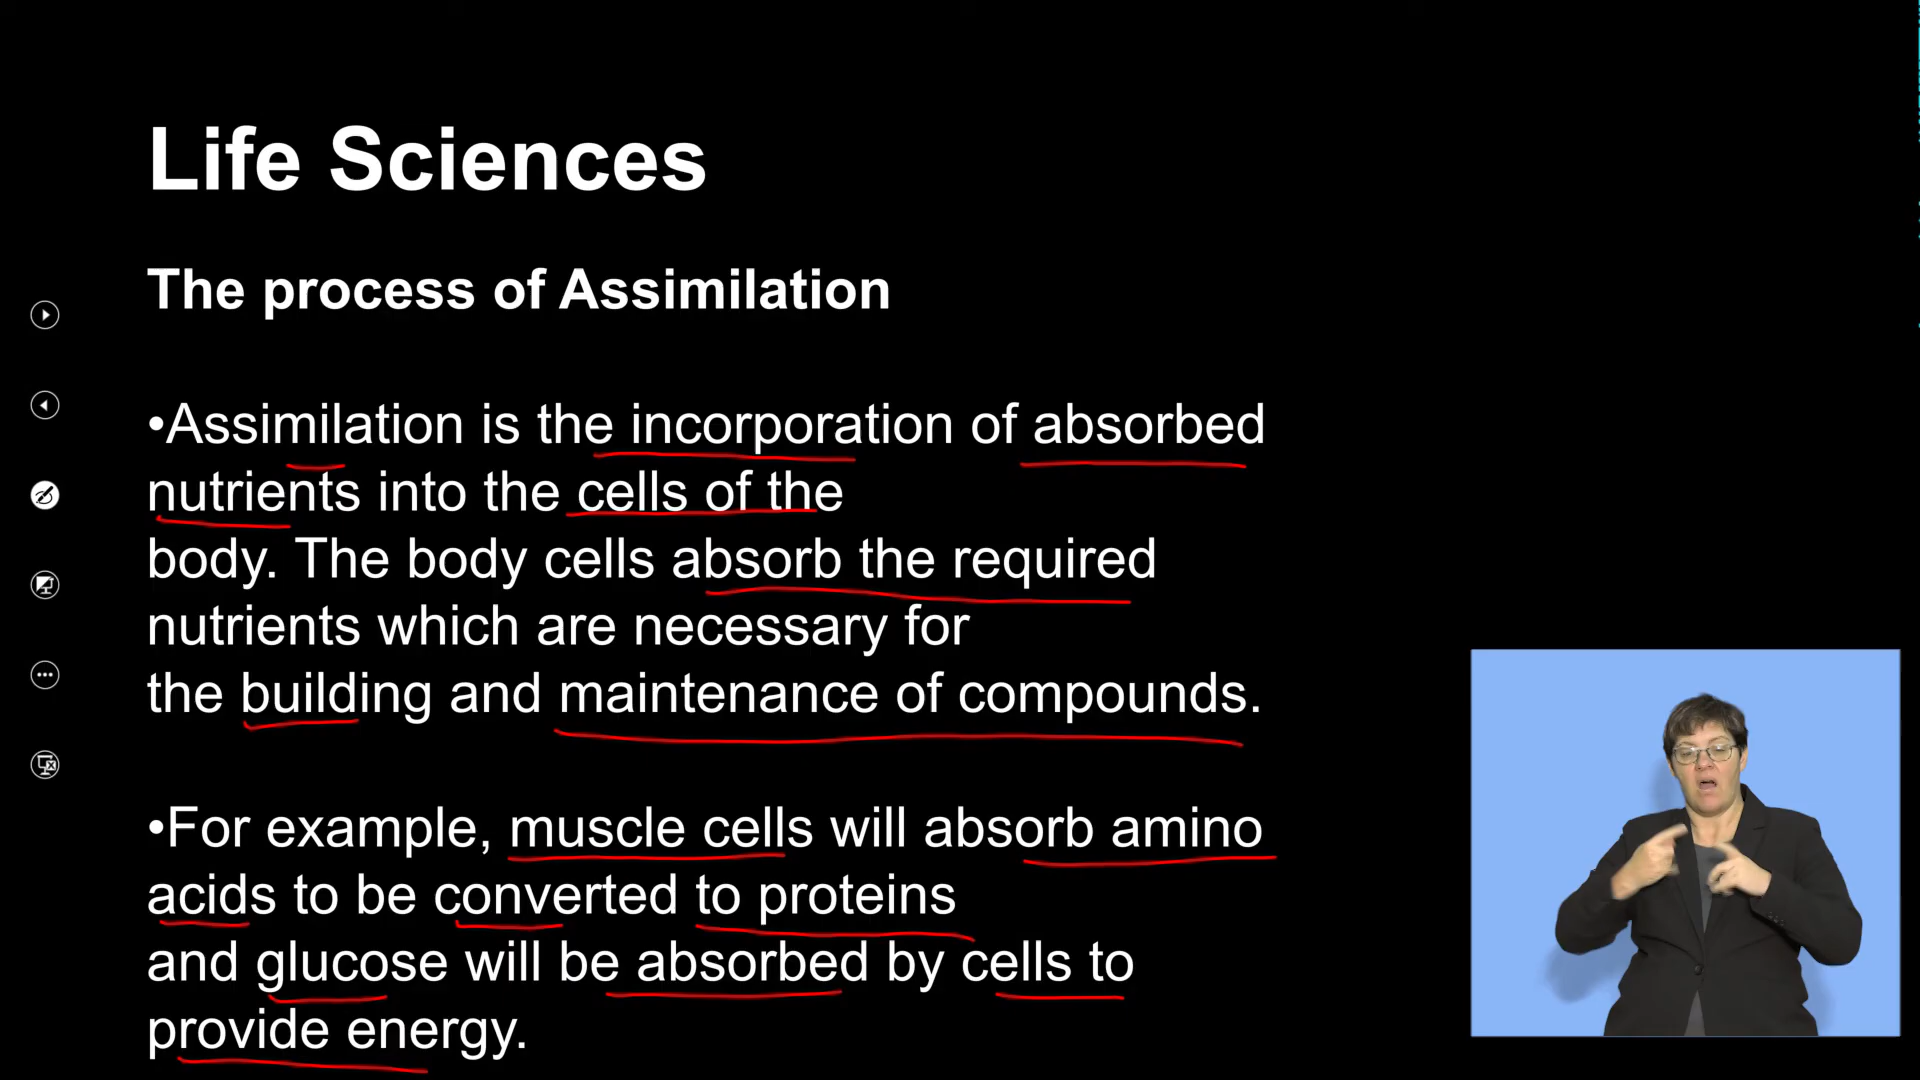 Life Sciences
The process of Assimilation
•Assimilation is the incorporation of absorbed
nutrients into the cells of the
body. The body cells absorb the required
nutrients which are necessary for
the building and maintenance of compounds.
•For example, muscle cells will absorb amino
acids to be converted to proteins
and glucose will be absorbed by cells to
provide energy.